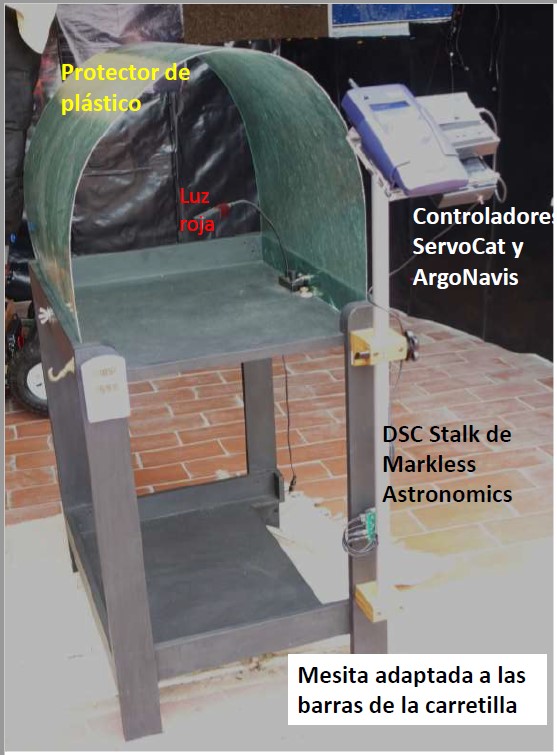 Protector de
plástico
Luz
roja
Controladores
ServoCat y
ArgoNavis
DSC Stalk de
Markless
Astronomics
Mesita adaptada a las
barras de la carretilla